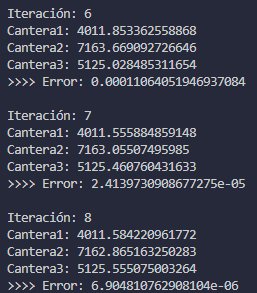 Iteración: 6
Cantera1: 4011.853362558868
Cantera2: 7163.669092726646
Cantera3: 5125.028485311654
>>>> Error: 0.00011064051946937084
Iteración: 7
Cantera1: 4011.555884859148
Cantera2: 7163.05507495985
Cantera3: 5125.460760431633
>>>> Error: 2.4139730908677275e-05
Iteración: 8
Cantera1: 4011.584220961772
Cantera2: 7162.865163250283
Cantera3: 5125.555075003264
>>>> Error: 6.904810762908104e-06